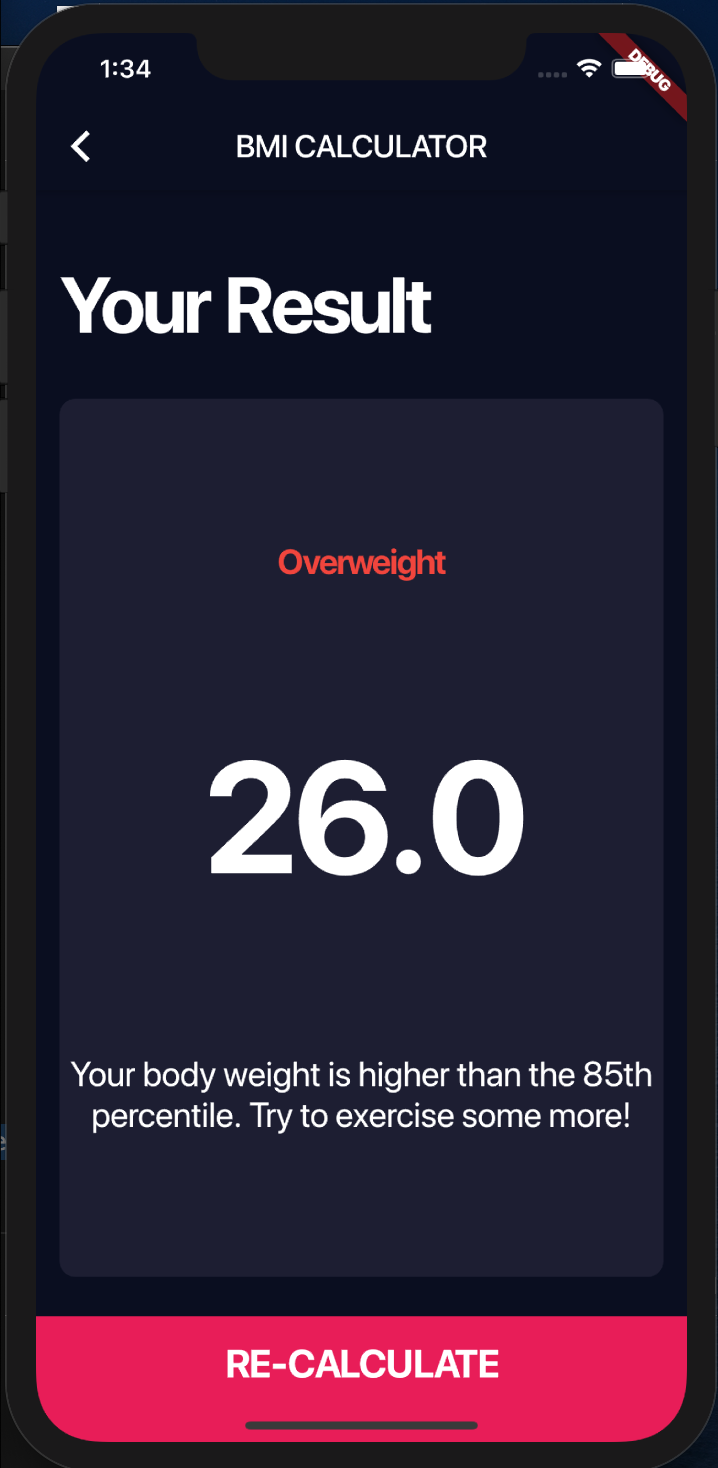 1:34
DEBUG
BMI CALCULATOR
Your Result
Overweight
26.0
Your body weight is higher than the 85th
percentile. Try to exercise some more!
RE-CALCULATE